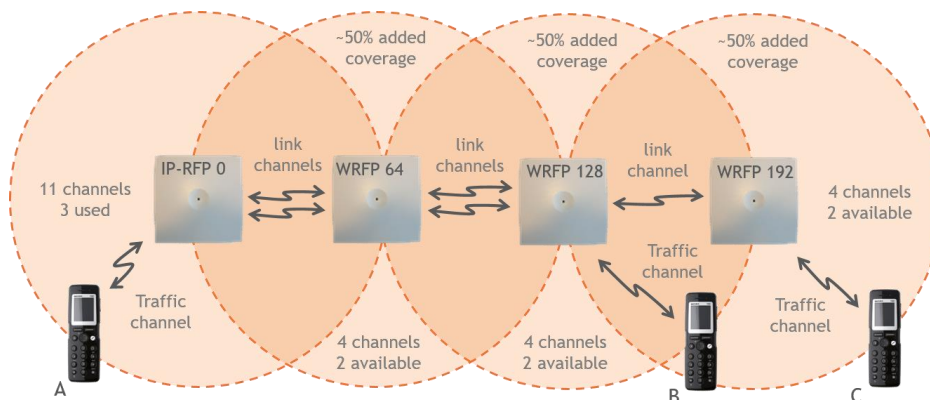 ~50% added
coverage
~50% added
coverage
~50% added
coverage
link
channels
link
channels
link
channel
IP-RFP 0
WRFP 64
WRFP 128
WRFP 192
11 channels
3 used
4 channels
2 available
Traffic
channel
Traffic
channel
Traffic
channel
4 channels
2 available
4 channels
2 available
A
B
C